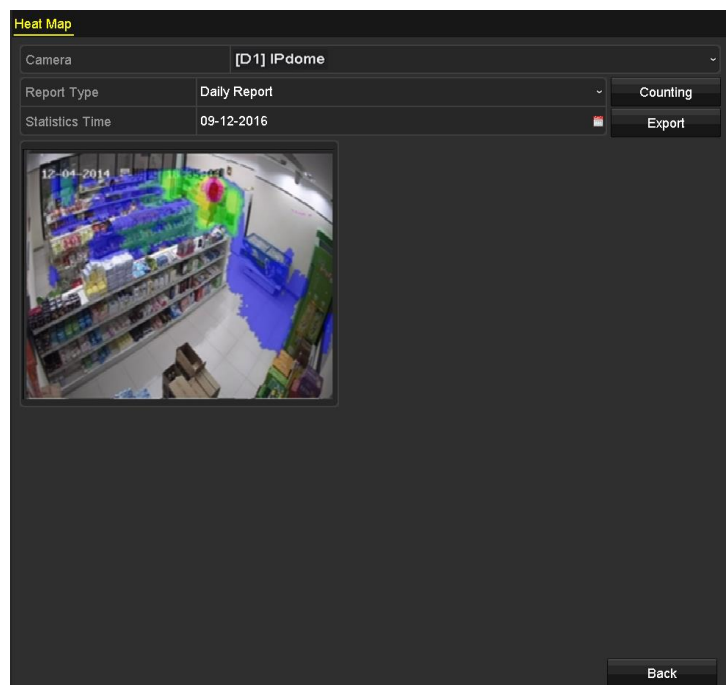 Heat Map
Camera [D1] IPdome
Report Type Daily Report Counting
Statistics Time 09-12-2016 Export
12-04-2014
Back